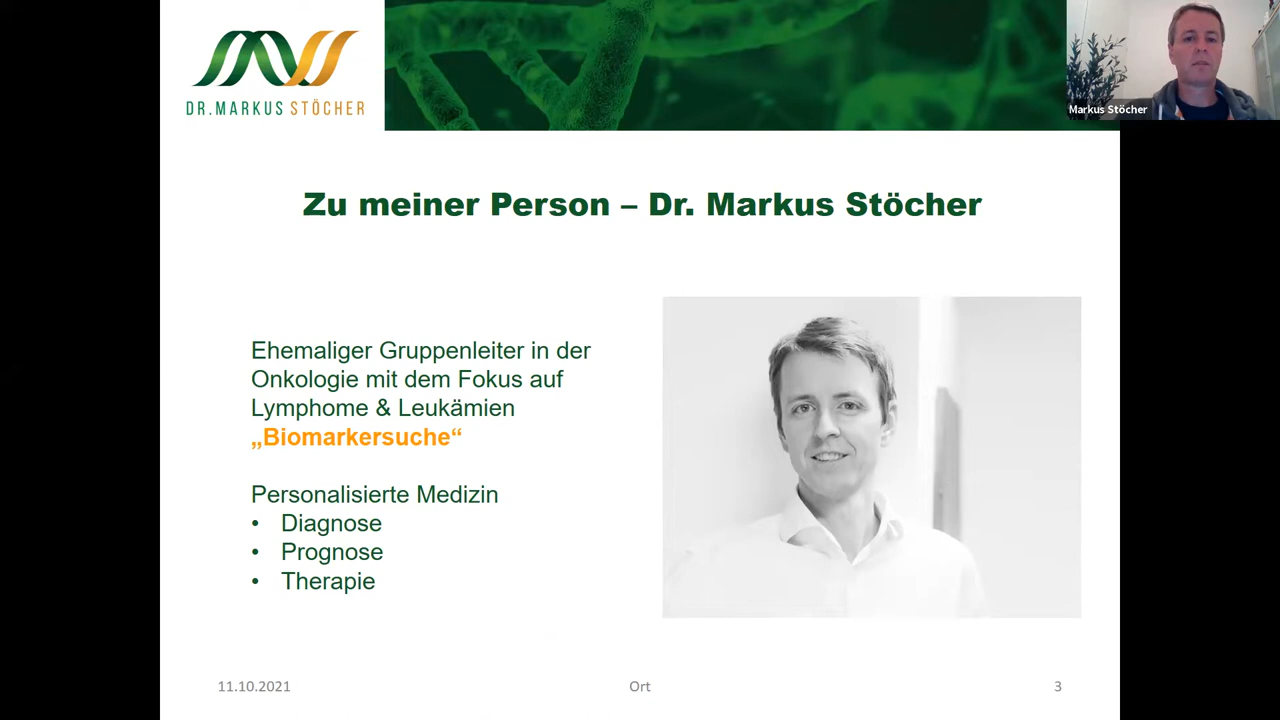 DR.MARKUS STÖCHER
Markus Stöcher
Zu meiner Person – Dr. Markus Stöcher
Ehemaliger Gruppenleiter in der
Onkologie mit dem Fokus auf
Lymphome & Leukämien
„Biomarkersuche“
Personalisierte Medizin
• Diagnose
• Prognose
• Therapie
11.10.2021
Ort
3